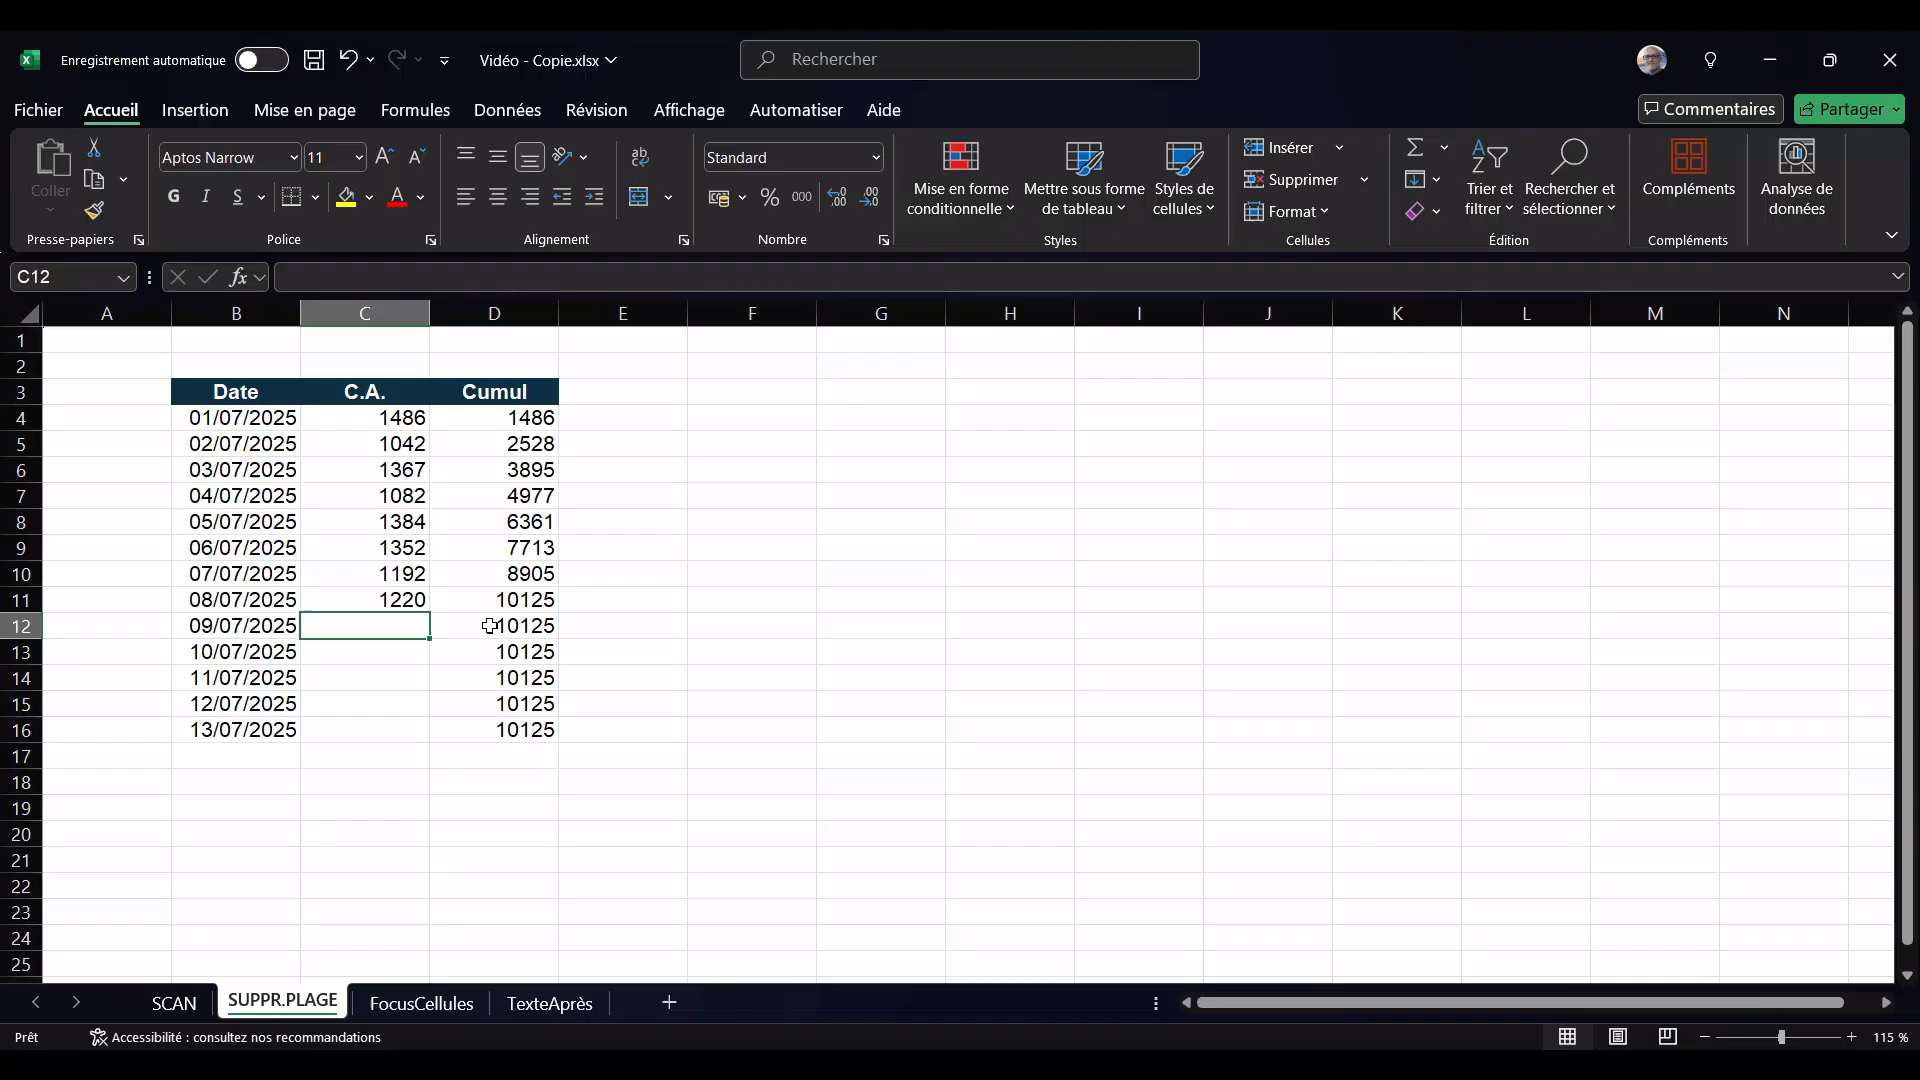 Enregistrement automatique Vidéo - Copie.xlsx Rechercher
Fichier Accueil Insertion Mise en page Formules Données Révision Affichage Automatiser Aide Commentaires Partager
Coller
Presse-papiers
Aptos Narrow 11
G I S
Police
ab
Alignement
Standard
% 000
Nombre
Mise en forme conditionnelle
Mettre sous forme de tableau
Styles de cellules
Styles
Insérer
Supprimer
Format
Cellules
Trier et filtrer
Rechercher et sélectionner
Édition
Compléments
Compléments
Analyse de données
C12 fx
A B C D E F G H I J K L M N
1
2
3 Date C.A. Cumul
4 01/07/2025 1486 1486
5 02/07/2025 1042 2528
6 03/07/2025 1367 3895
7 04/07/2025 1082 4977
8 05/07/2025 1384 6361
9 06/07/2025 1352 7713
10 07/07/2025 1192 8905
11 08/07/2025 1220 10125
12 09/07/2025 10125
13 10/07/2025 10125
14 11/07/2025 10125
15 12/07/2025 10125
16 13/07/2025 10125
17
18
19
20
21
22
23
24
25
SCAN SUPPR.PLAGE FocusCellules TexteAprès
Prêt Accessibilité : consultez nos recommandations 115 %